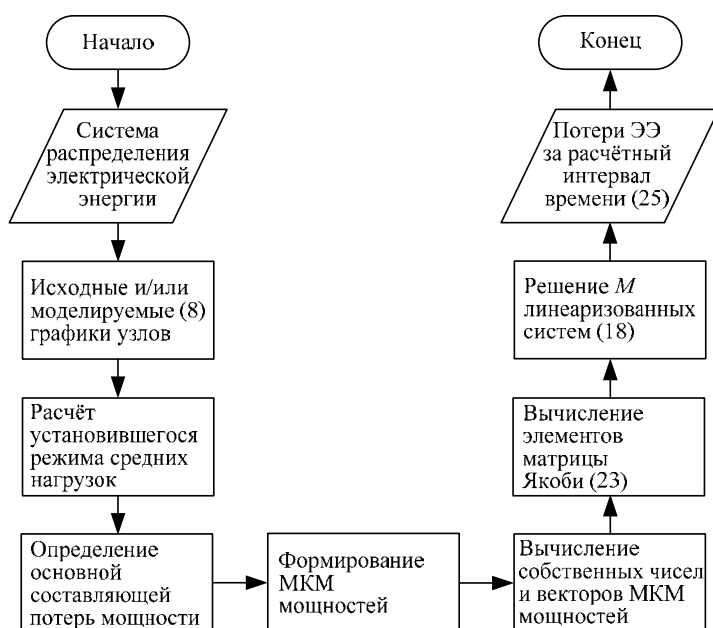 Начало
Система
распределения
электрической
энергии
Исходные и/или
моделируемые (8)
графики узлов
Расчёт
установившегося
режима средних
нагрузок
Определение
основной
составляющей
потерь мощности
Формирование
МКМ
мощностей
Вычисление
собственных чисел
и векторов МКМ
мощностей
Вычисление
элементов
матрицы
Якоби (23)
Решение M
линеаризованных
систем (18)
Потери ЭЭ
за расчётный
интервал
времени (25)
Конец